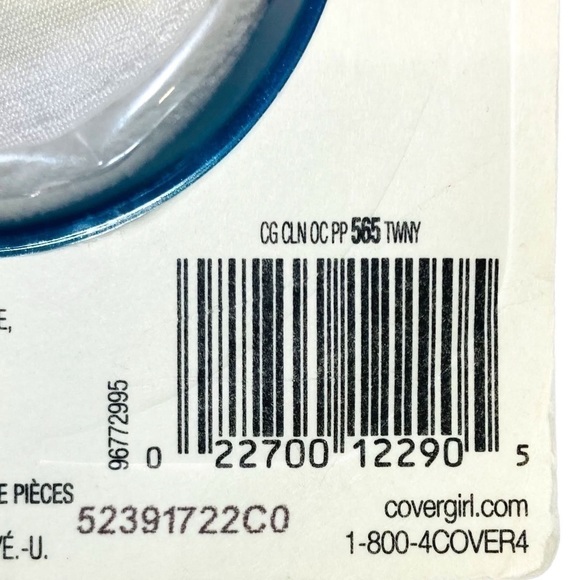 CG CLN OC PP 565 TWNY
E,
96772995
0 22700 12290 5
E PIÈCES
52391722C0
covergirl.com
É.-U.
1-800-4COVER4